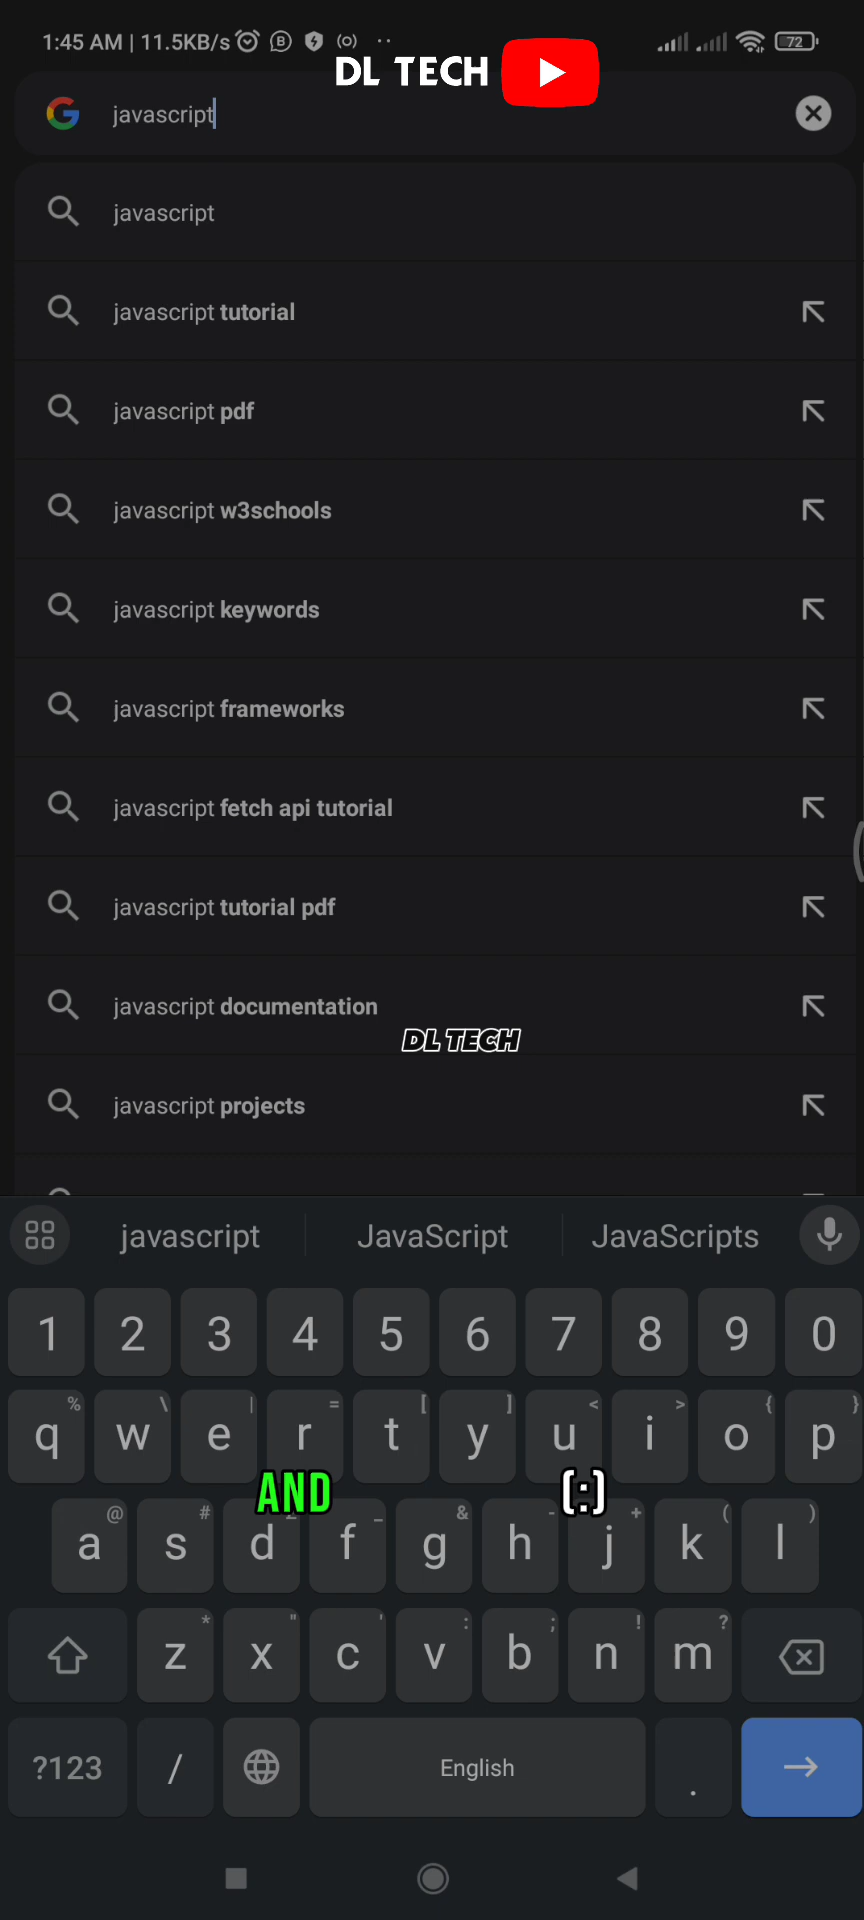 1:45 AM | 11.5KB/s B 72
DL TECH
javascript
javascript
javascript tutorial
javascript pdf
javascript w3schools
javascript keywords
javascript frameworks
javascript fetch api tutorial
javascript tutorial pdf
javascript documentation
DL TECH
javascript projects
javascript JavaScript JavaScripts
1 2 3 4 5 6 7 8 9 0
% \ | = [ ] < > { }
q w e r t y u i o p
AND (:)
@ # & - + ( )
a s d f g h j k l
* " ' : ; ! ?
z x c v b n m
?123 / English .